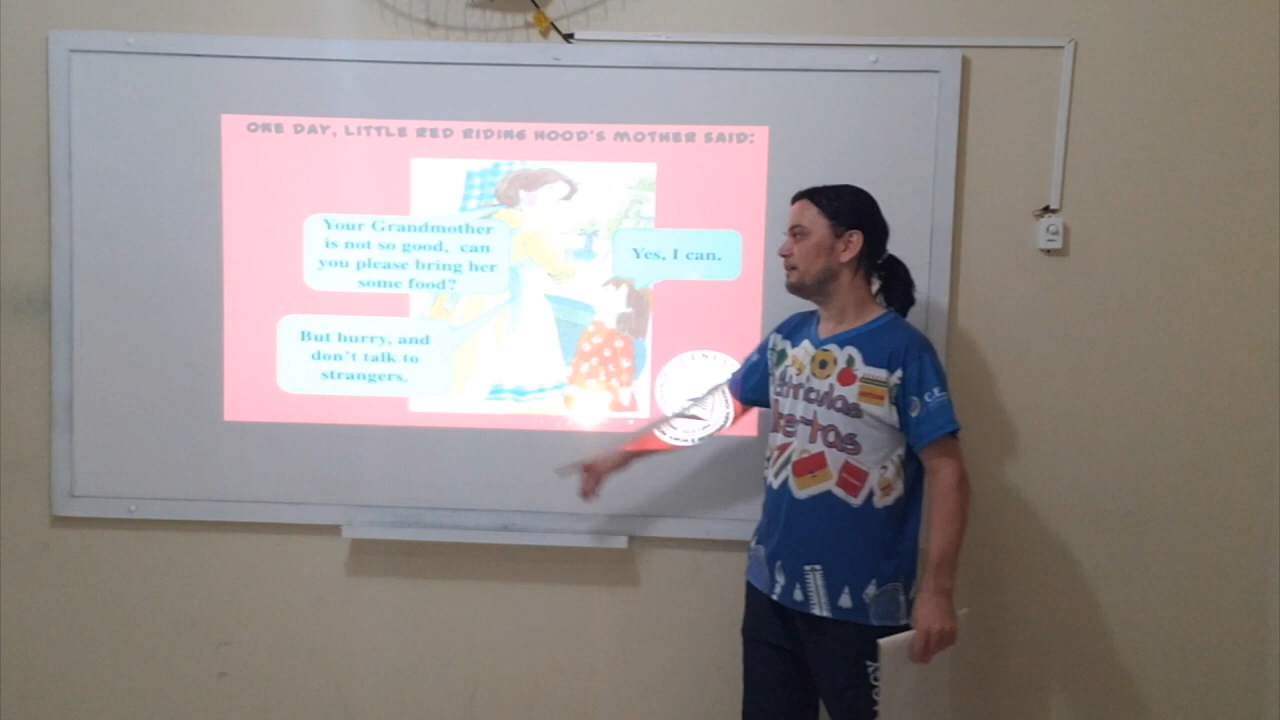 ONE DAY, LITTLE RED RIDING HOOD'S MOTHER SAID:
Your Grandmother
is not so good, can
you please bring her
some food?
Yes, I can.
But hurry, and
don't talk to
strangers.